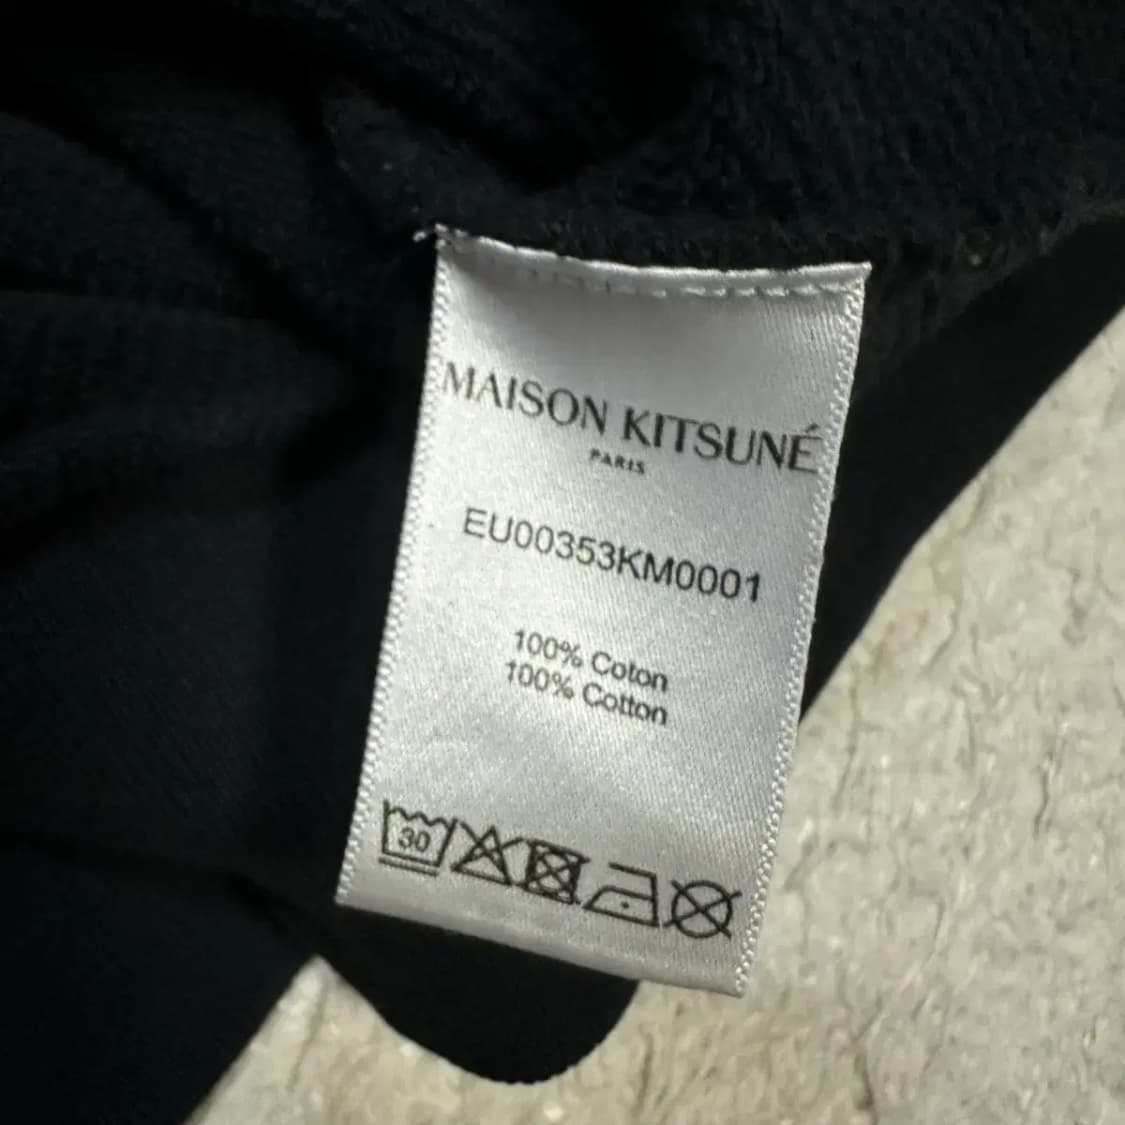 MAISON KITSUNÉ
PARIS
EU00353KM0001
100% Coton
100% Cotton
30